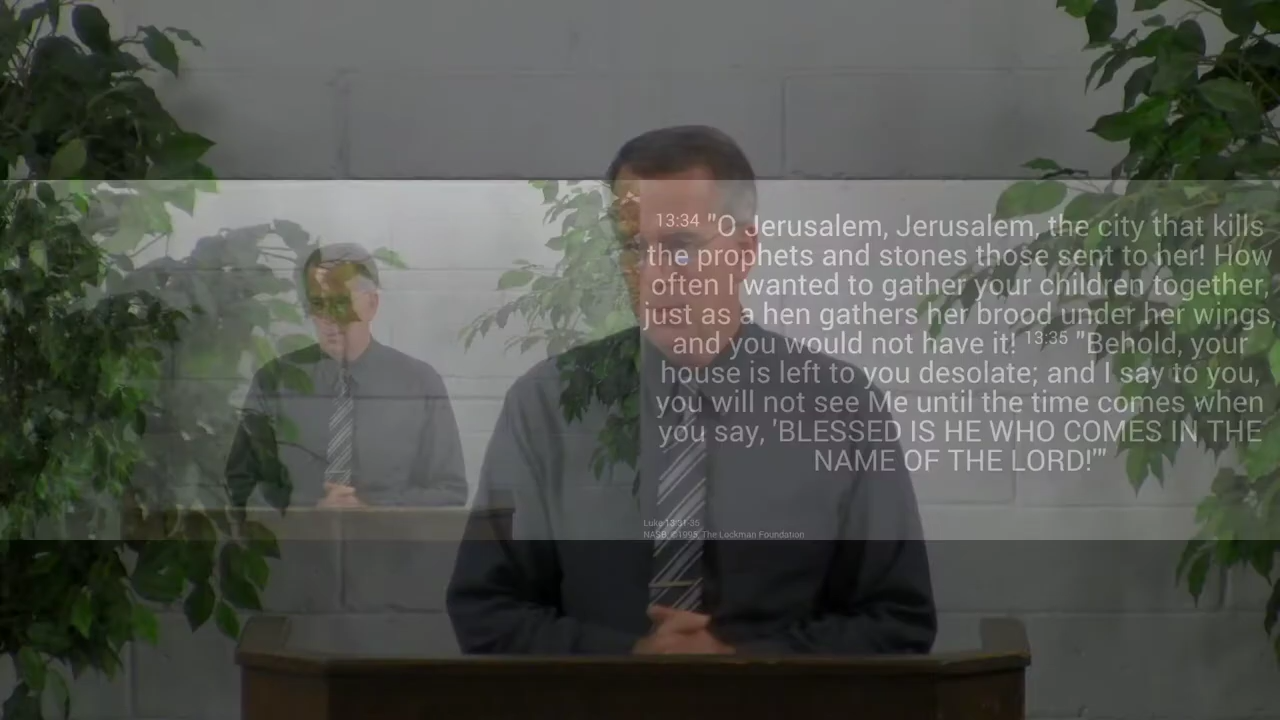 13:34 "O Jerusalem, Jerusalem, the city that kills
the prophets and stones those sent to her! How
often I wanted to gather your children together,
just as a hen gathers her brood under her wings,
and you would not have it! 13:35 "Behold, your
house is left to you desolate; and I say to you,
you will not see Me until the time comes when
you say, 'BLESSED IS HE WHO COMES IN THE
NAME OF THE LORD!'"
Luke 13:31-35
NASB, ©1995, The Lockman Foundation